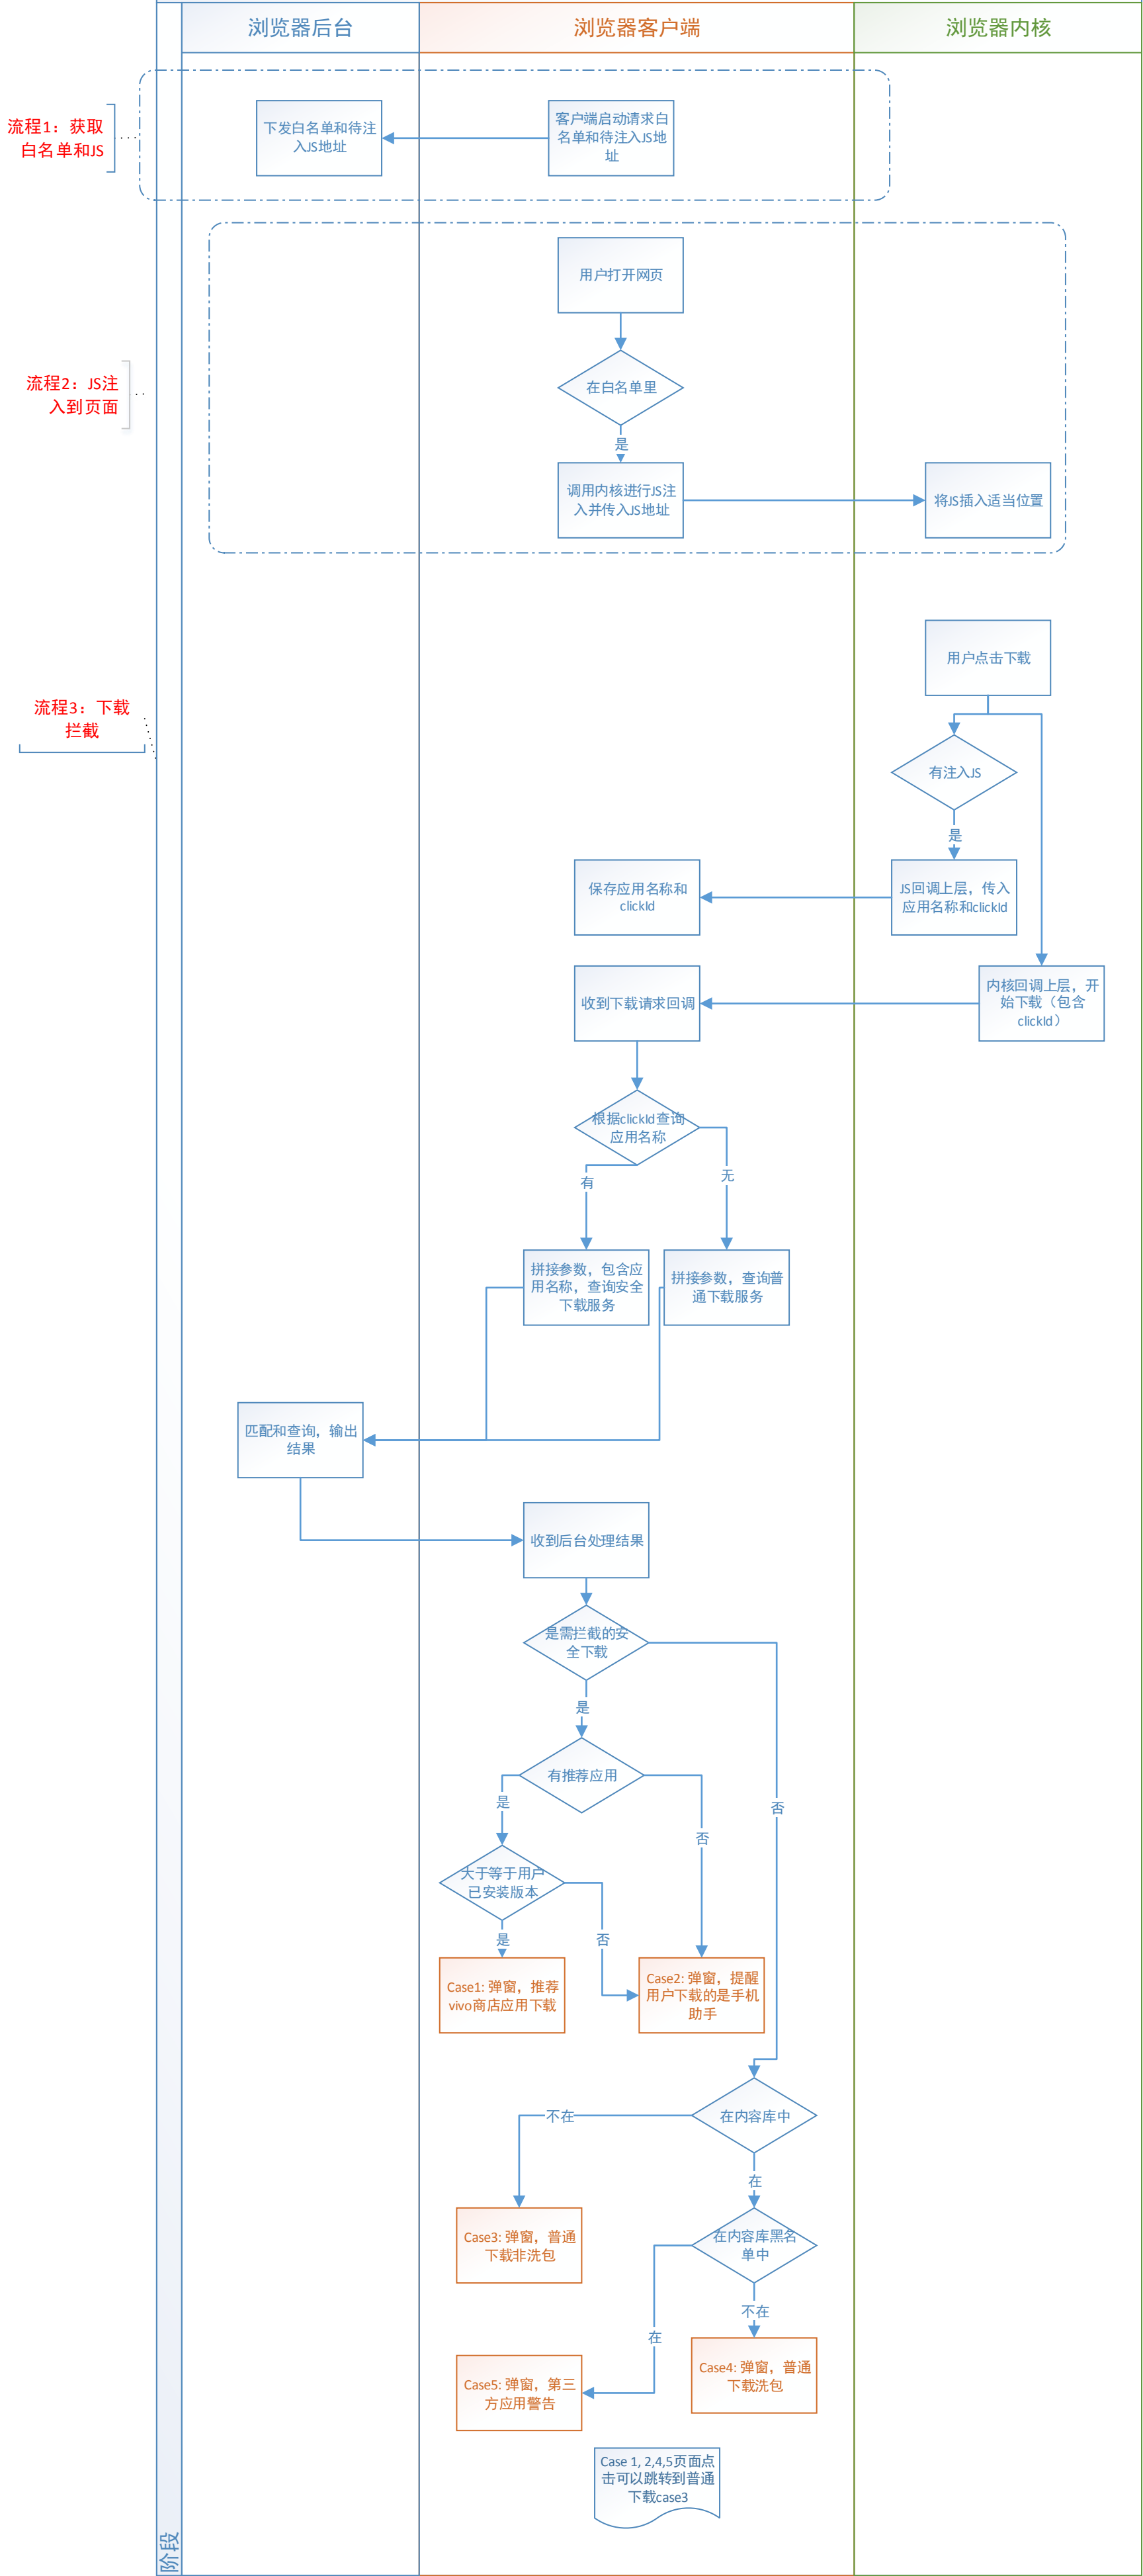 浏览器后台
浏览器客户端
浏览器内核
流程1：获取
白名单和JS
下发白名单和待注
入JS地址
客户端启动请求白
名单和待注入JS地
址
用户打开网页
流程2：JS注
入到页面
在白名单里
是
调用内核进行JS注
入并传入JS地址
将JS插入适当位置
用户点击下载
流程3：下载
拦截
有注入JS
是
保存应用名称和
clickId
JS回调上层，传入
应用名称和clickId
收到下载请求回调
内核回调上层，开
始下载（包含
clickId）
根据clickId查询
应用名称
有
无
拼接参数，包含应
用名称，查询安全
下载服务
拼接参数，查询普
通下载服务
匹配和查询，输出
结果
收到后台处理结果
是需拦截的安
全下载
是
有推荐应用
是
否
否
大于等于用户
已安装版本
是
否
Case1: 弹窗，推荐
vivo商店应用下载
Case2: 弹窗，提醒
用户下载的是手机
助手
在内容库中
不在
在
Case3: 弹窗，普通
下载非洗包
在内容库黑名
单中
不在
在
Case4: 弹窗，普通
下载洗包
Case5: 弹窗，第三
方应用警告
Case 1, 2,4,5页面点
击可以跳转到普通
下载case3
阶段